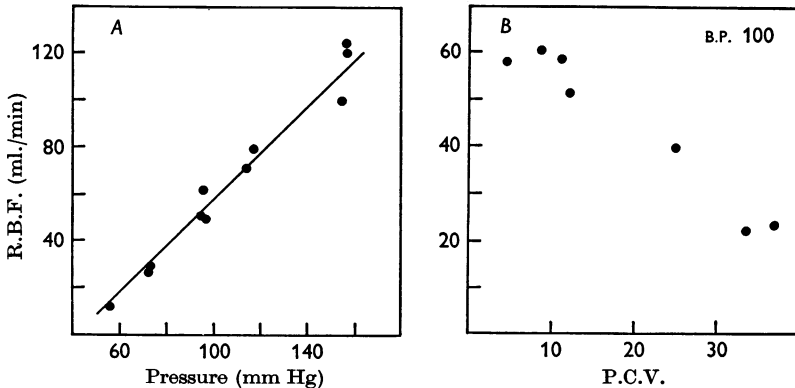 A
120
80
40
R.B.F. (ml./min)
60 100 140
Pressure (mm Hg)
B
B.P. 100
60
40
20
10 20 30
P.C.V.